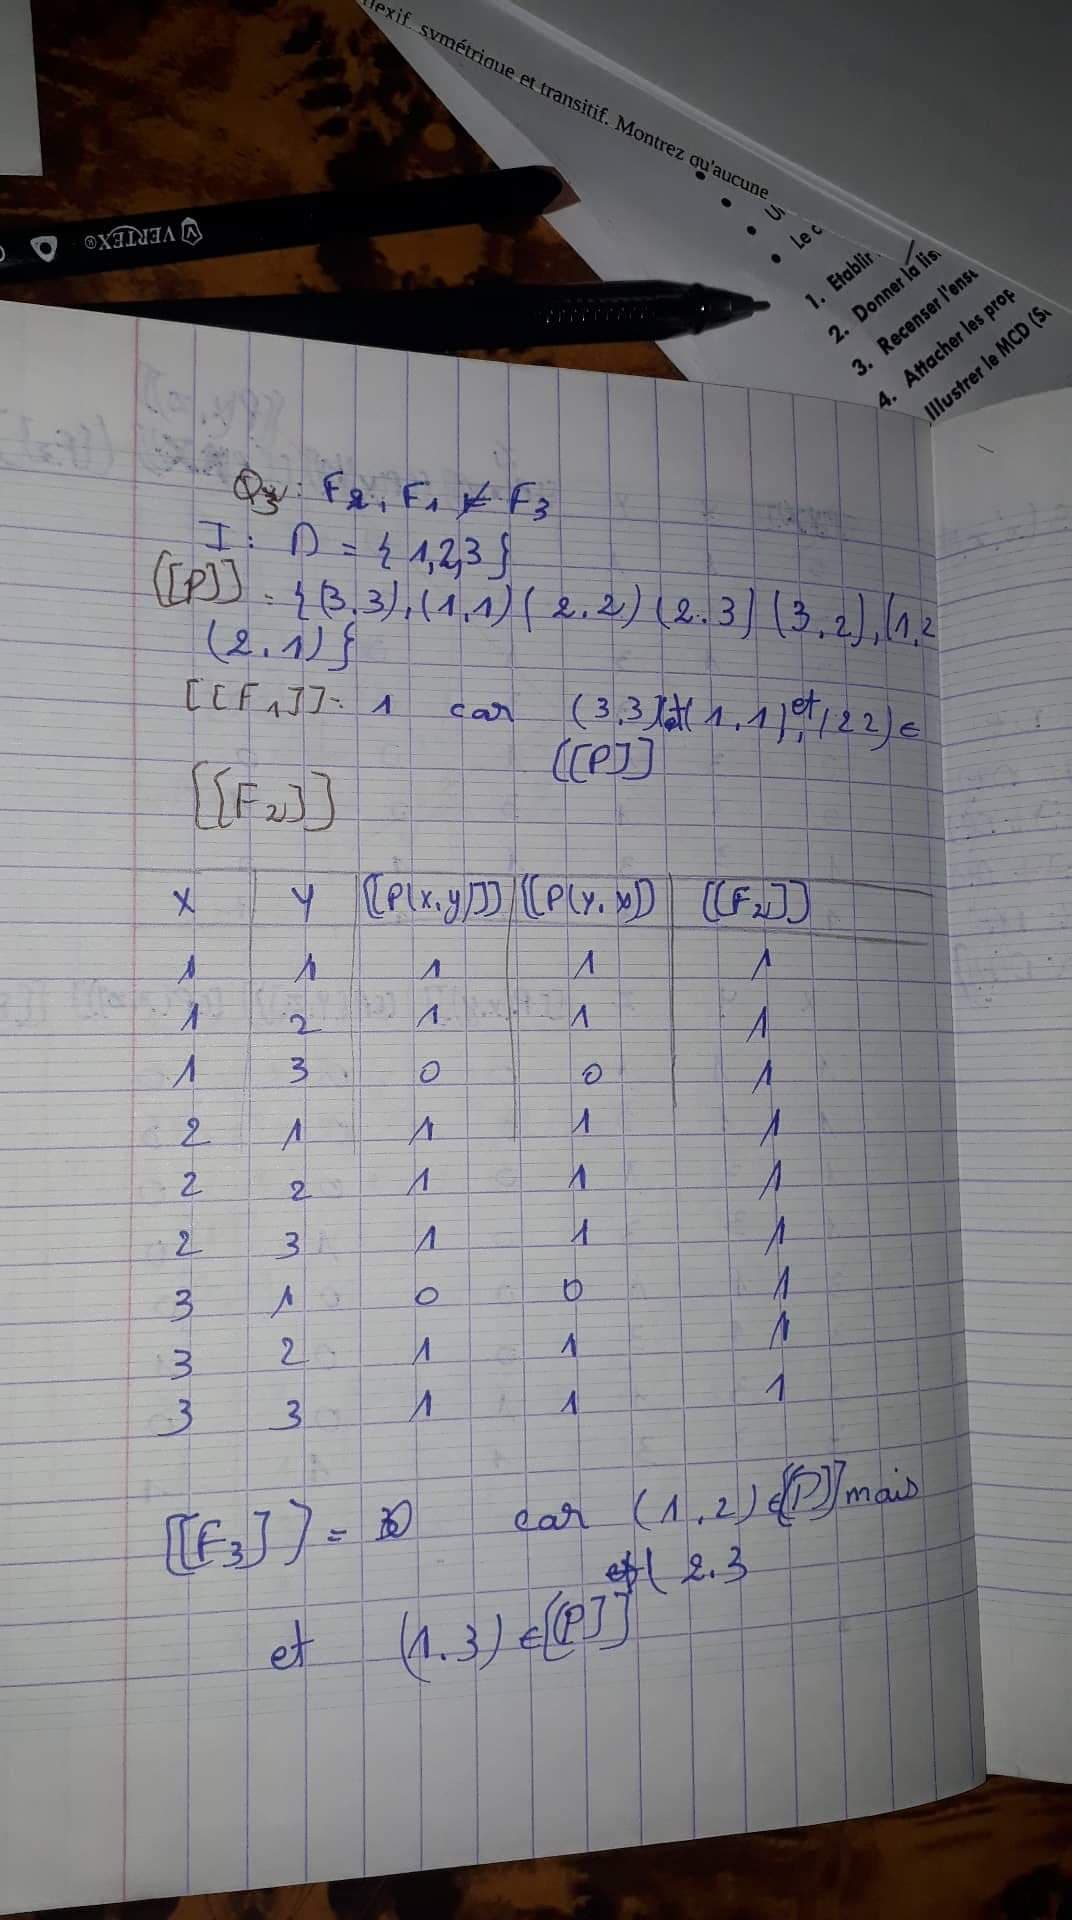 flexif, symétrique et transitif. Montrez qu'aucune
Le c
1. Etablir
2. Donner la lis
3. Recenser l'ense
4. Attacher les prop
Illustrer le MCD (S
VERTEX®
Q3: F2, F1 ⊭ F3
I: D = {1,2,3}
[[P]] = {(3,3),(1,1)(2,2)(2,3)(3,2),(1,2
(2,1)}
[[F1]] = 1 car (3,3) et (1,1), et (2 2) ∈
[[P]]
[[F2]]
X Y [[P(x,y)]] [[P(y,x)]] [[F2]]
1 1 1 1 1
1 2 1 1 1
1 3 0 0 1
2 1 1 1 1
2 2 1 1 1
2 3 1 1 1
3 1 0 0 1
3 2 1 1 1
3 3 1 1 1
[[F3]] = 0 car (1,2) ∈ [[P]] mais
et (2,3
et (1,3) ∈ [[P]]